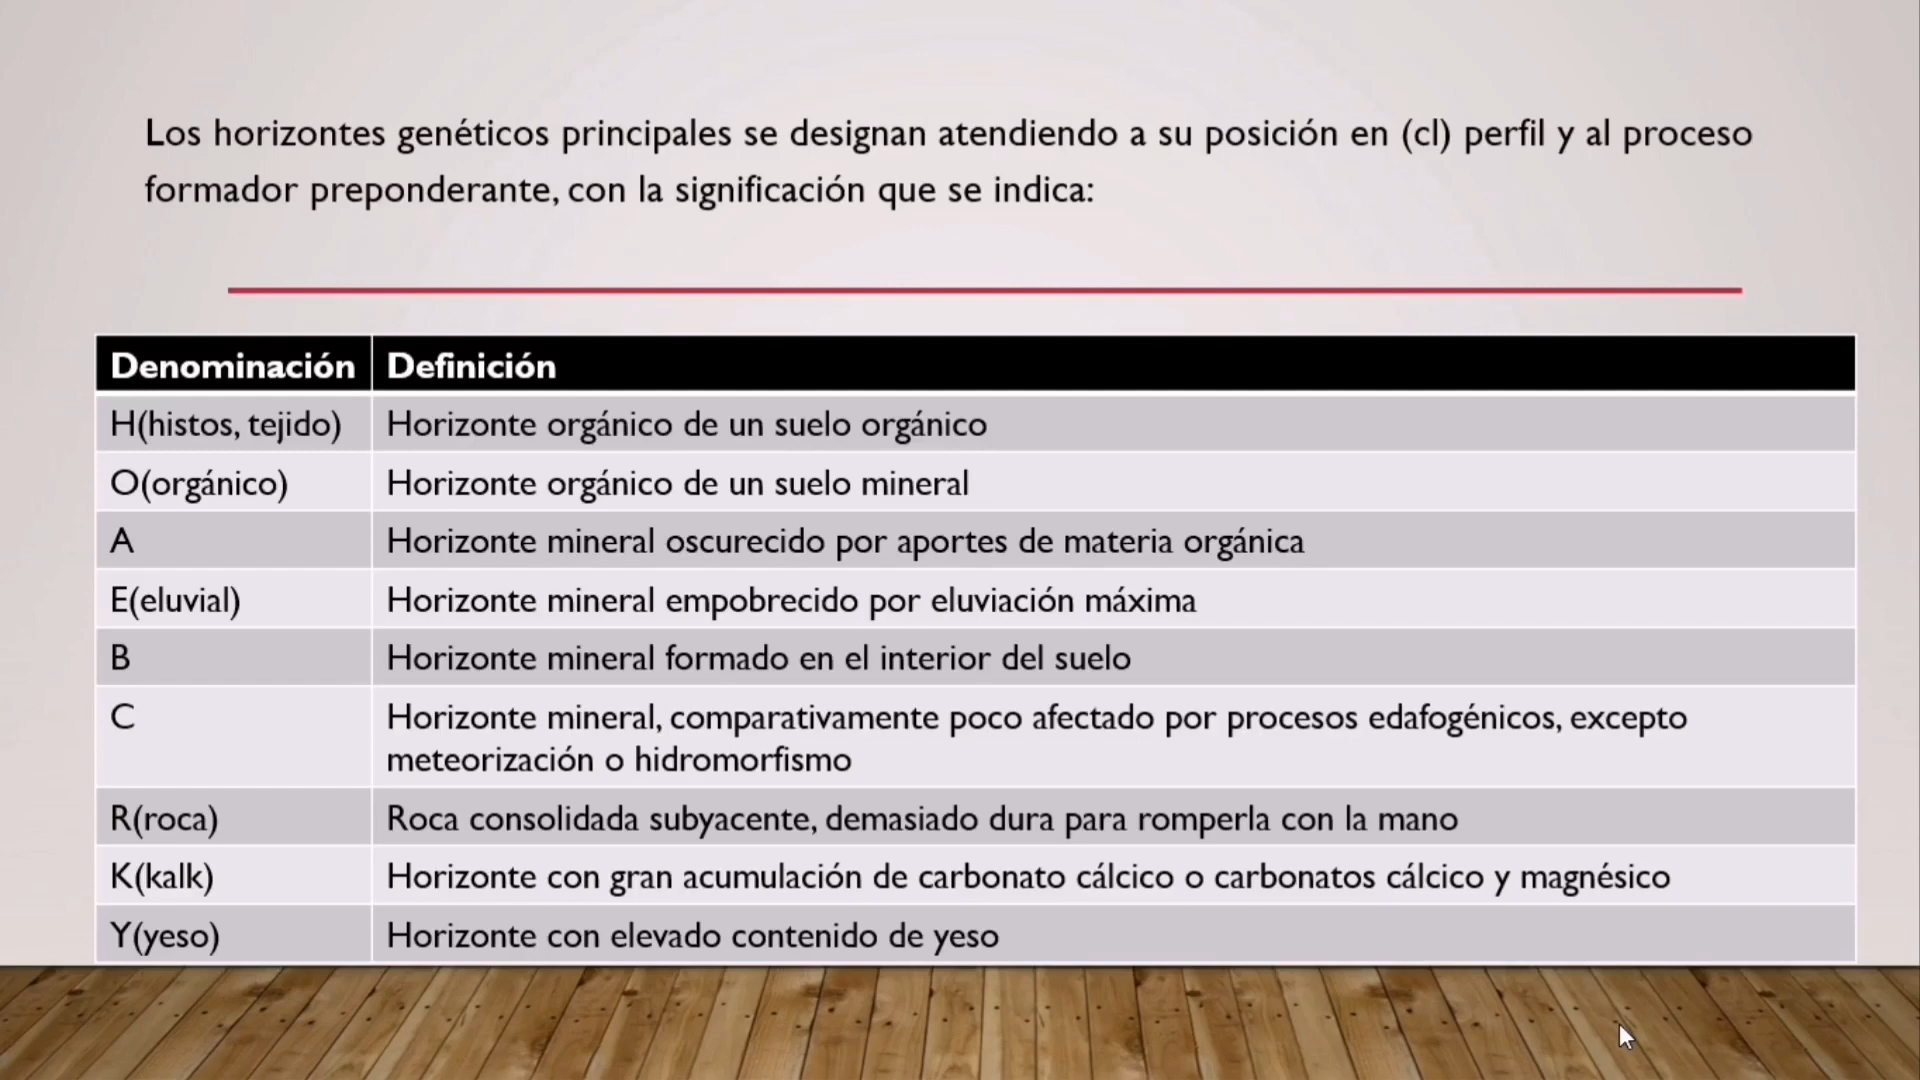 Los horizontes genéticos principales se designan atendiendo a su posición en (cl) perfil y al proceso
formador preponderante, con la significación que se indica:
Denominación Definición
H(histos, tejido) Horizonte orgánico de un suelo orgánico
O(orgánico) Horizonte orgánico de un suelo mineral
A Horizonte mineral oscurecido por aportes de materia orgánica
E(eluvial) Horizonte mineral empobrecido por eluviación máxima
B Horizonte mineral formado en el interior del suelo
C Horizonte mineral, comparativamente poco afectado por procesos edafogénicos, excepto
meteorización o hidromorfismo
R(roca) Roca consolidada subyacente, demasiado dura para romperla con la mano
K(kalk) Horizonte con gran acumulación de carbonato cálcico o carbonatos cálcico y magnésico
Y(yeso) Horizonte con elevado contenido de yeso